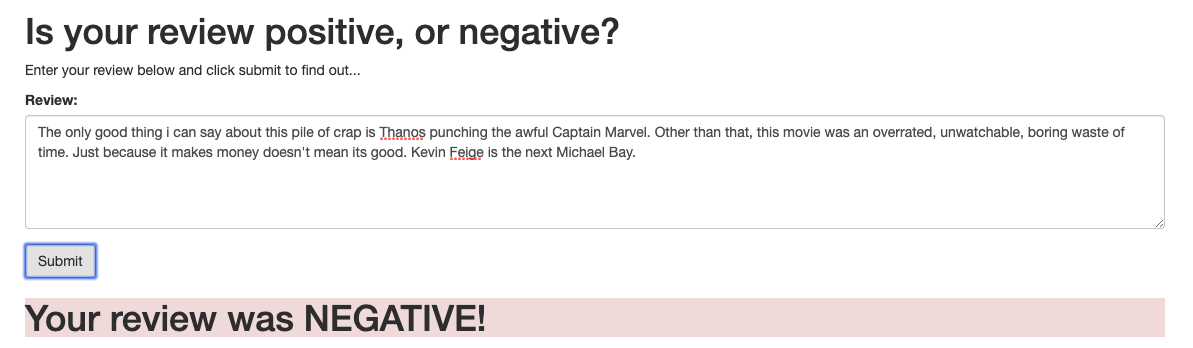 Is your review positive, or negative?
Enter your review below and click submit to find out...
Review:
The only good thing i can say about this pile of crap is Thanos punching the awful Captain Marvel. Other than that, this movie was an overrated, unwatchable, boring waste of
time. Just because it makes money doesn't mean its good. Kevin Feige is the next Michael Bay.
Submit
Your review was NEGATIVE!